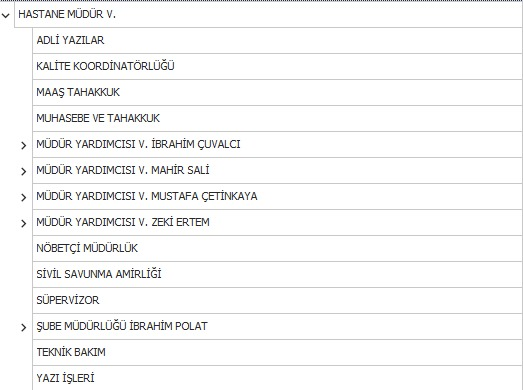 HASTANE MÜDÜR V.
ADLİ YAZILAR
KALİTE KOORDİNATÖRLÜĞÜ
MAAŞ TAHAKKUK
MUHASEBE VE TAHAKKUK
MÜDÜR YARDIMCISI V. İBRAHİM ÇUVALCI
MÜDÜR YARDIMCISI V. MAHİR SALİ
MÜDÜR YARDIMCISI V. MUSTAFA ÇETİNKAYA
MÜDÜR YARDIMCISI V. ZEKİ ERTEM
NÖBETÇİ MÜDÜRLÜK
SİVİL SAVUNMA AMİRLİĞİ
SÜPERVİZOR
ŞUBE MÜDÜRLÜĞÜ İBRAHİM POLAT
TEKNİK BAKIM
YAZI İŞLERİ